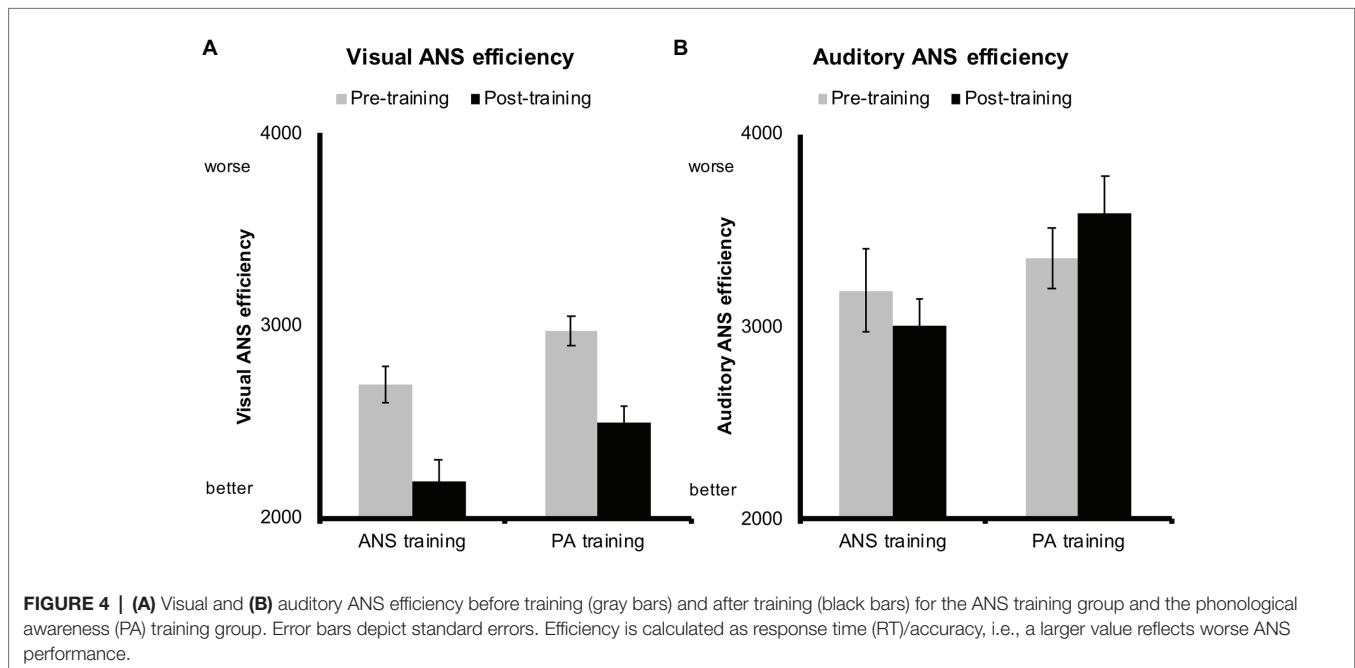 A
Visual ANS efficiency
Pre-training Post-training
4000
worse
3000
Visual ANS efficiency
better
2000
ANS training PA training
B
Auditory ANS efficiency
Pre-training Post-training
4000
worse
3000
Auditory ANS efficiency
better
2000
ANS training PA training
FIGURE 4 | (A) Visual and (B) auditory ANS efficiency before training (gray bars) and after training (black bars) for the ANS training group and the phonological
awareness (PA) training group. Error bars depict standard errors. Efficiency is calculated as response time (RT)/accuracy, i.e., a larger value reflects worse ANS
performance.